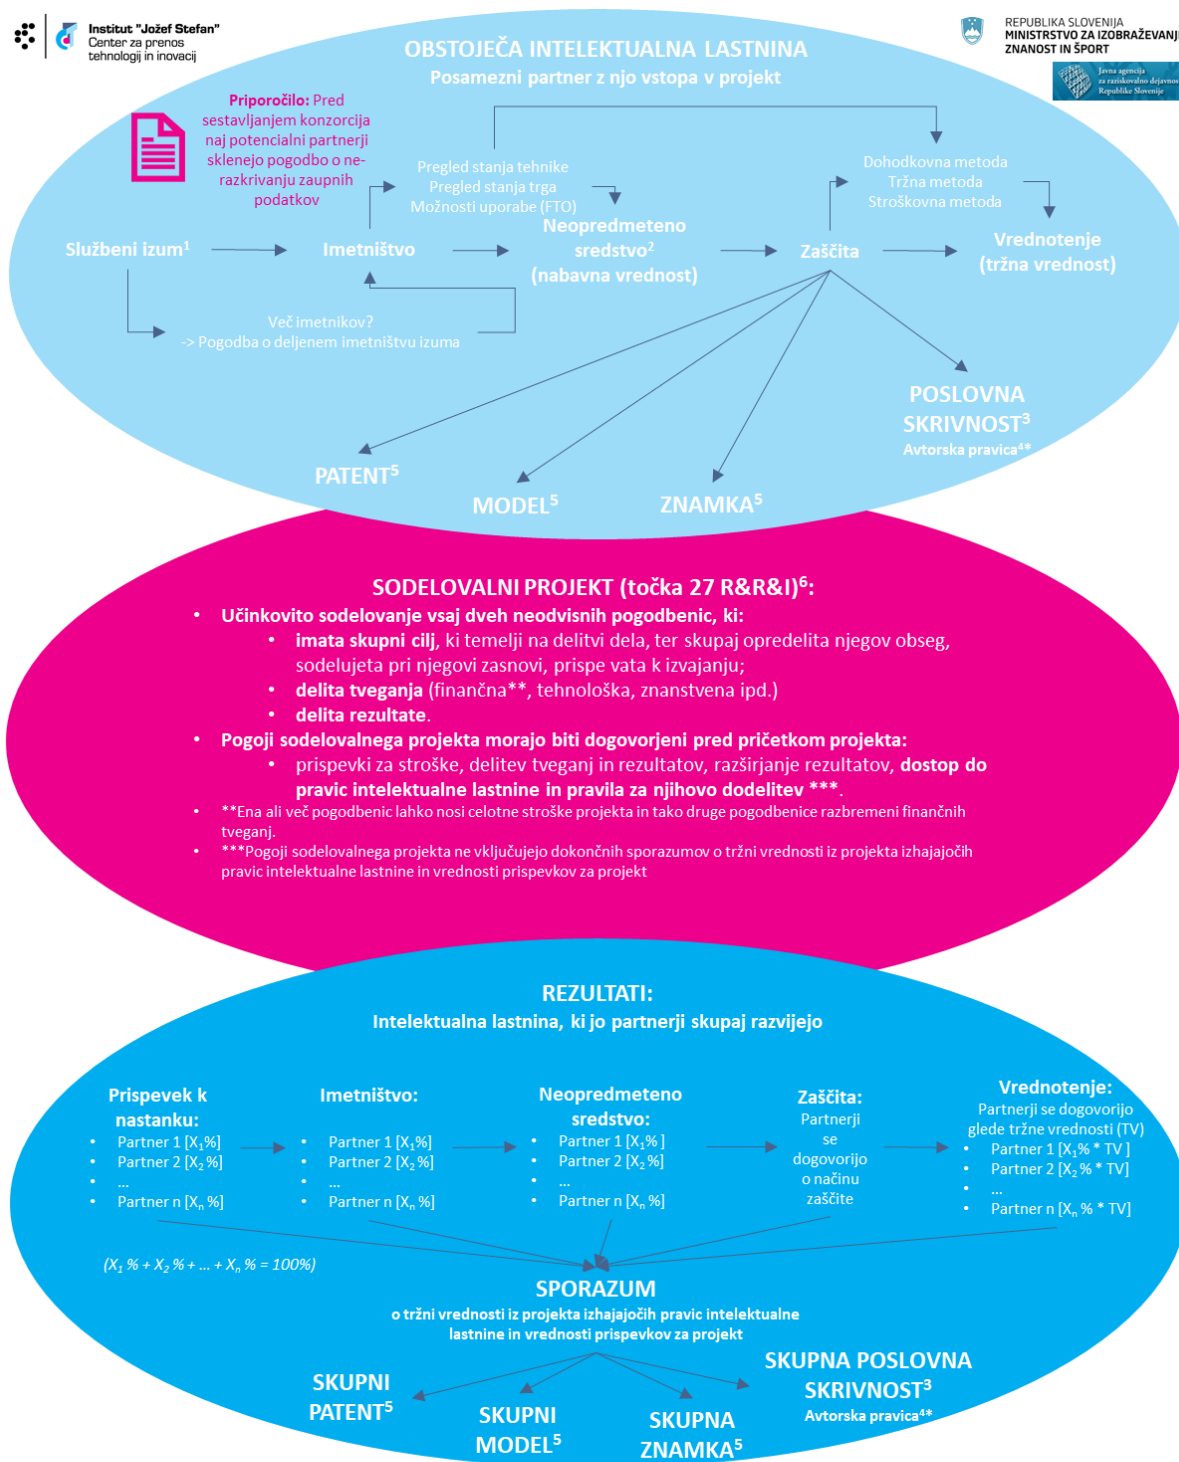 Institut "Jožef Stefan"
Center za prenos
tehnologij in inovacij
REPUBLIKA SLOVENIJA
MINISTRSTVO ZA IZOBRAŽEVANJE
ZNANOST IN ŠPORT
Javna agencija
za raziskovalno dejavnost
Republike Slovenije
OBSTOJEČA INTELEKTUALNA LASTNINA
Posamezni partner z njo vstopa v projekt
Priporočilo: Pred
sestavljanjem konzorcija
naj potencialni partnerji
sklenejo pogodbo o ne-
razkrivanju zaupnih
podatkov
Pregled stanja tehnike
Pregled stanja trga
Možnosti uporabe (FTO)
Dohodkovna metoda
Tržna metoda
Stroškovna metoda
Službeni izum¹
Imetništvo
Neopredmeteno
sredstvo²
(nabavna vrednost)
Zaščita
Vrednotenje
(tržna vrednost)
Več imetnikov?
-> Pogodba o deljenem imetništvu izuma
POSLOVNA
SKRIVNOST³
Avtorska pravica⁴*
PATENT⁵
MODEL⁵
ZNAMKA⁵
SODELOVALNI PROJEKT (točka 27 R&R&I)⁶:
• Učinkovito sodelovanje vsaj dveh neodvisnih pogodbenic, ki:
• imata skupni cilj, ki temelji na delitvi dela, ter skupaj opredelita njegov obseg,
sodelujeta pri njegovi zasnovi, prispe vata k izvajanju;
• delita tveganja (finančna**, tehnološka, znanstvena ipd.)
• delita rezultate.
• Pogoji sodelovalnega projekta morajo biti dogovorjeni pred pričetkom projekta:
• prispevki za stroške, delitev tveganj in rezultatov, razširjanje rezultatov, dostop do
pravic intelektualne lastnine in pravila za njihovo dodelitev ***.
• **Ena ali več pogodbenic lahko nosi celotne stroške projekta in tako druge pogodbenice razbremeni finančnih
tveganj.
• ***Pogoji sodelovalnega projekta ne vključujejo dokončnih sporazumov o tržni vrednosti iz projekta izhajajočih
pravic intelektualne lastnine in vrednosti prispevkov za projekt
REZULTATI:
Intelektualna lastnina, ki jo partnerji skupaj razvijejo
Prispevek k
nastanku:
• Partner 1 [X₁%]
• Partner 2 [X₂ %]
• ...
• Partner n [Xₙ %]
Imetništvo:
• Partner 1 [X₁%]
• Partner 2 [X₂ %]
• ...
• Partner n [Xₙ %]
Neopredmeteno
sredstvo:
• Partner 1 [X₁% ]
• Partner 2 [X₂ %]
• ...
• Partner n [Xₙ %]
Zaščita:
Partnerji
se
dogovorijo
o načinu
zaščite
Vrednotenje:
Partnerji se dogovorijo
glede tržne vrednosti (TV)
• Partner 1 [X₁% * TV ]
• Partner 2 [X₂ % * TV]
• ...
• Partner n [Xₙ % * TV]
(X₁ % + X₂ % + ... + Xₙ % = 100%)
SPORAZUM
o tržni vrednosti iz projekta izhajajočih pravic intelektualne
lastnine in vrednosti prispevkov za projekt
SKUPNI
PATENT⁵
SKUPNI
MODEL⁵
SKUPNA
ZNAMKA⁵
SKUPNA POSLOVNA
SKRIVNOST³
Avtorska pravica⁴*